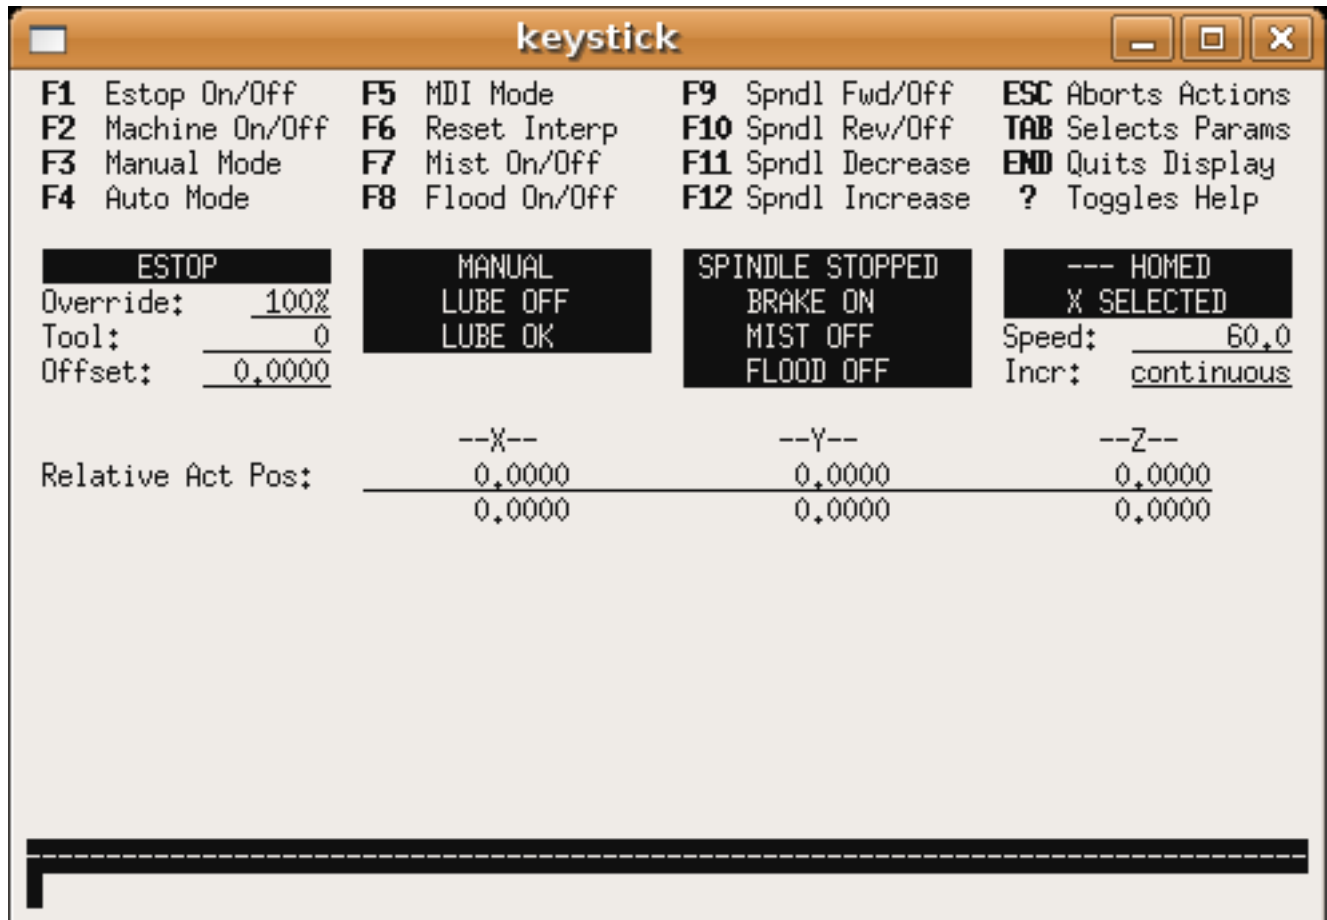 keystick
F1 Estop On/Off F5 MDI Mode F9 Spndl Fwd/Off ESC Aborts Actions
F2 Machine On/Off F6 Reset Interp F10 Spndl Rev/Off TAB Selects Params
F3 Manual Mode F7 Mist On/Off F11 Spndl Decrease END Quits Display
F4 Auto Mode F8 Flood On/Off F12 Spndl Increase ? Toggles Help
ESTOP MANUAL SPINDLE STOPPED --- HOMED
Override: 100% LUBE OFF BRAKE ON X SELECTED
Tool: 0 LUBE OK MIST OFF Speed: 60.0
Offset: 0.0000 FLOOD OFF Incr: continuous
--X-- --Y-- --Z--
Relative Act Pos: 0.0000 0.0000 0.0000
0.0000 0.0000 0.0000
--------------------------------------------------------------------------------